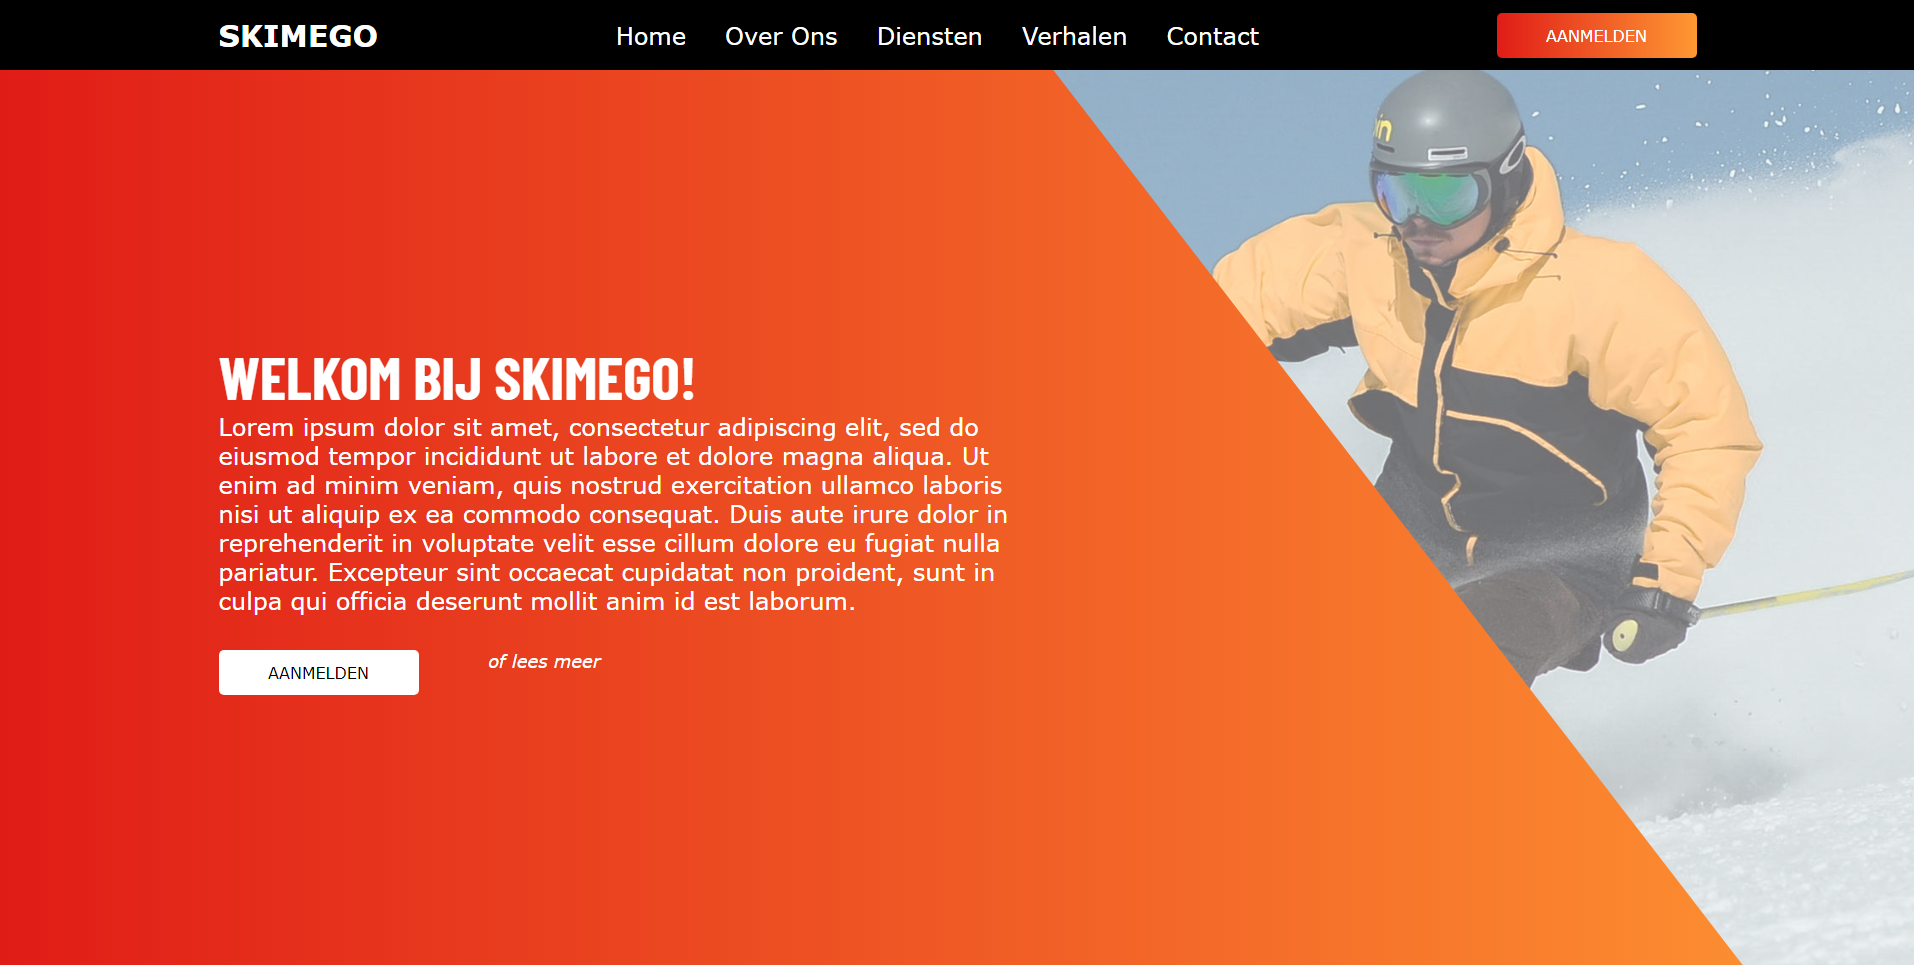 SKIMEGO
Home Over Ons Diensten Verhalen Contact
AANMELDEN
WELKOM BIJ SKIMEGO!
Lorem ipsum dolor sit amet, consectetur adipiscing elit, sed do
eiusmod tempor incididunt ut labore et dolore magna aliqua. Ut
enim ad minim veniam, quis nostrud exercitation ullamco laboris
nisi ut aliquip ex ea commodo consequat. Duis aute irure dolor in
reprehenderit in voluptate velit esse cillum dolore eu fugiat nulla
pariatur. Excepteur sint occaecat cupidatat non proident, sunt in
culpa qui officia deserunt mollit anim id est laborum.
AANMELDEN
of lees meer